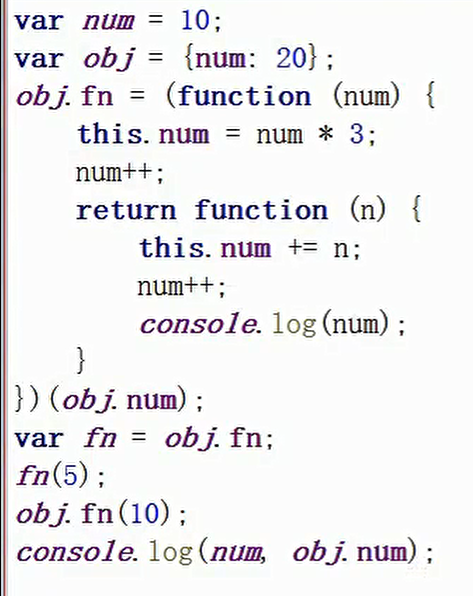 var num = 10;
var obj = {num: 20};
obj.fn = (function (num) {
    this.num = num * 3;
    num++;
    return function (n) {
        this.num += n;
        num++;
        console.log(num);
    }
})(obj.num);
var fn = obj.fn;
fn(5);
obj.fn(10);
console.log(num, obj.num);